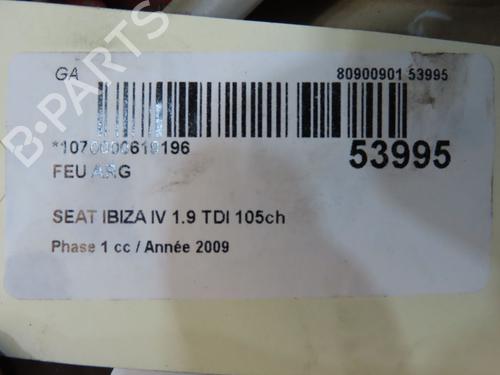 GA
80900901 53995
53995
FEU ARG
SEAT IBIZA IV 1.9 TDI 105ch
Phase 1 cc / Année 2009
B-PARTS